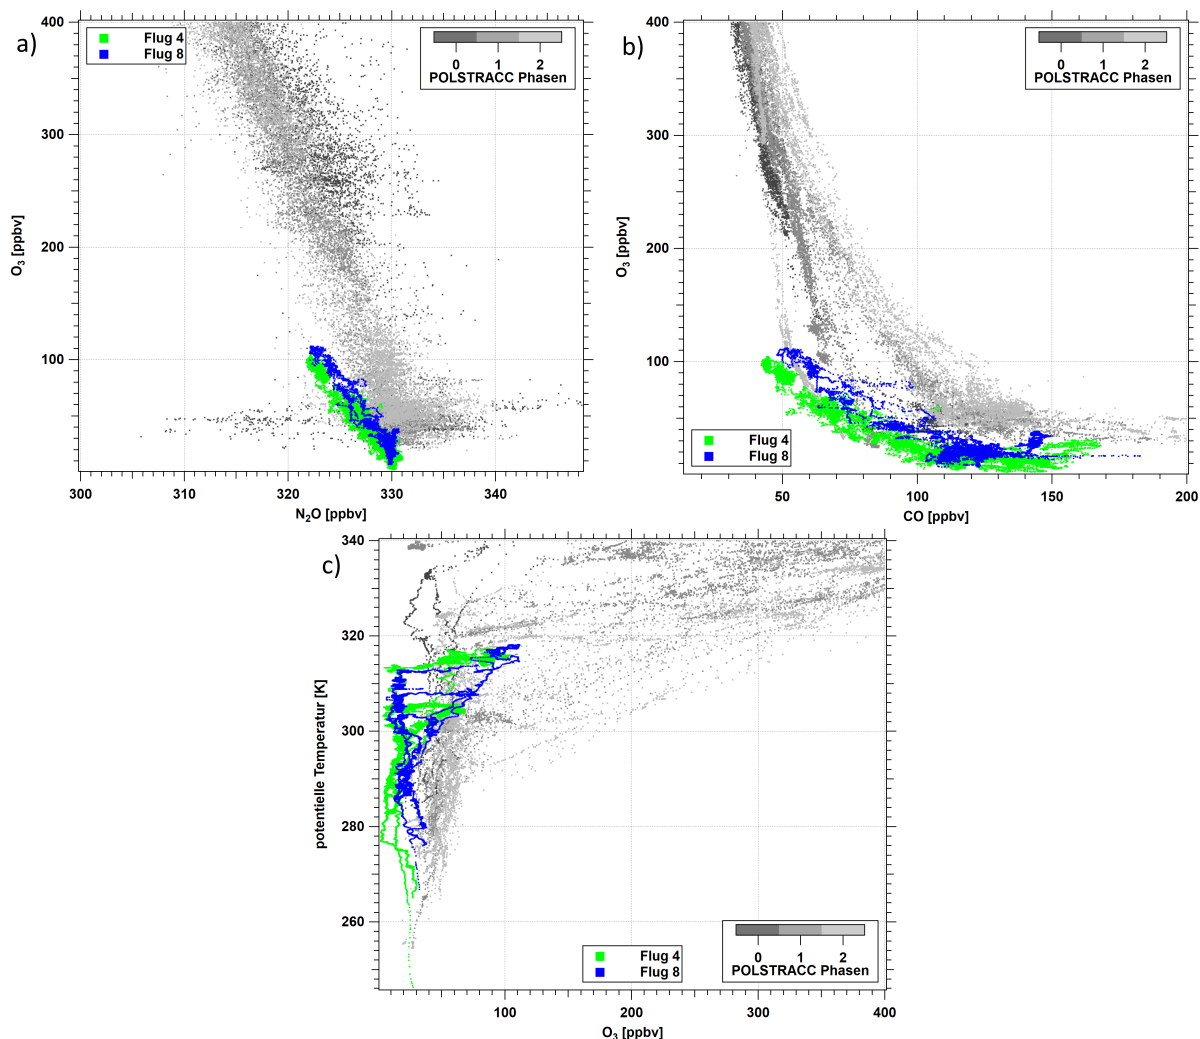 a)
400
300
200
100
O3 [ppbv]
Flug 4
Flug 8
0 1 2
POLSTRACC Phasen
300 310 320 330 340
N2O [ppbv]
b)
400
300
200
100
O3 [ppbv]
0 1 2
POLSTRACC Phasen
Flug 4
Flug 8
50 100 150 200
CO [ppbv]
c)
340
320
300
280
260
potentielle Temperatur [K]
Flug 4
Flug 8
0 1 2
POLSTRACC Phasen
100 200 300 400
O3 [ppbv]